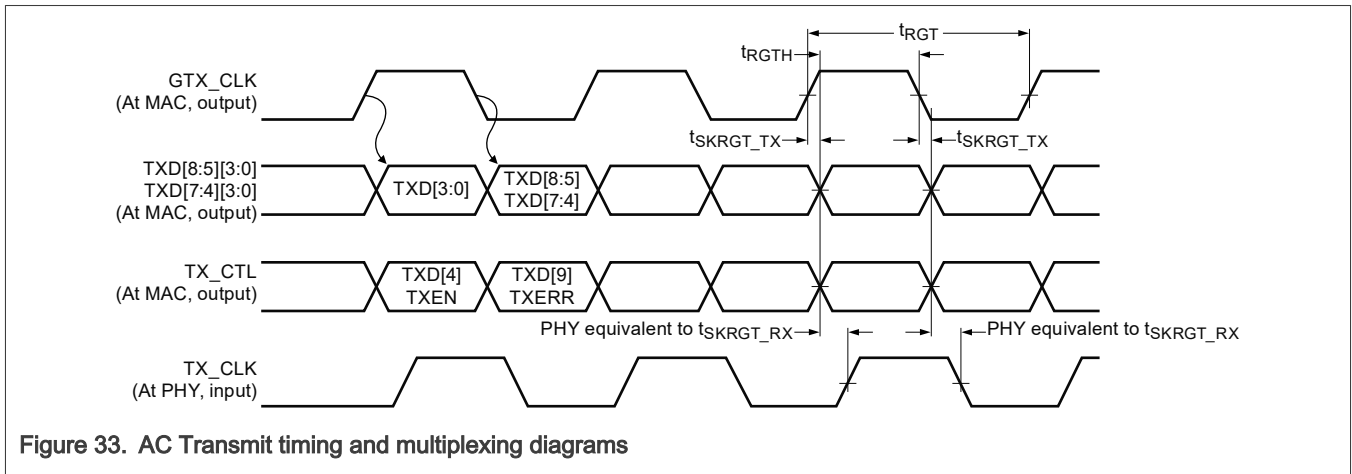 tRGT
tRGTH
GTX_CLK
(At MAC, output)
tSKRGT_TX
tSKRGT_TX
TXD[8:5][3:0]
TXD[7:4][3:0]
(At MAC, output)
TXD[3:0]
TXD[8:5]
TXD[7:4]
TX_CTL
(At MAC, output)
TXD[4]
TXEN
TXD[9]
TXERR
PHY equivalent to tSKRGT_RX
PHY equivalent to tSKRGT_RX
TX_CLK
(At PHY, input)
Figure 33. AC Transmit timing and multiplexing diagrams